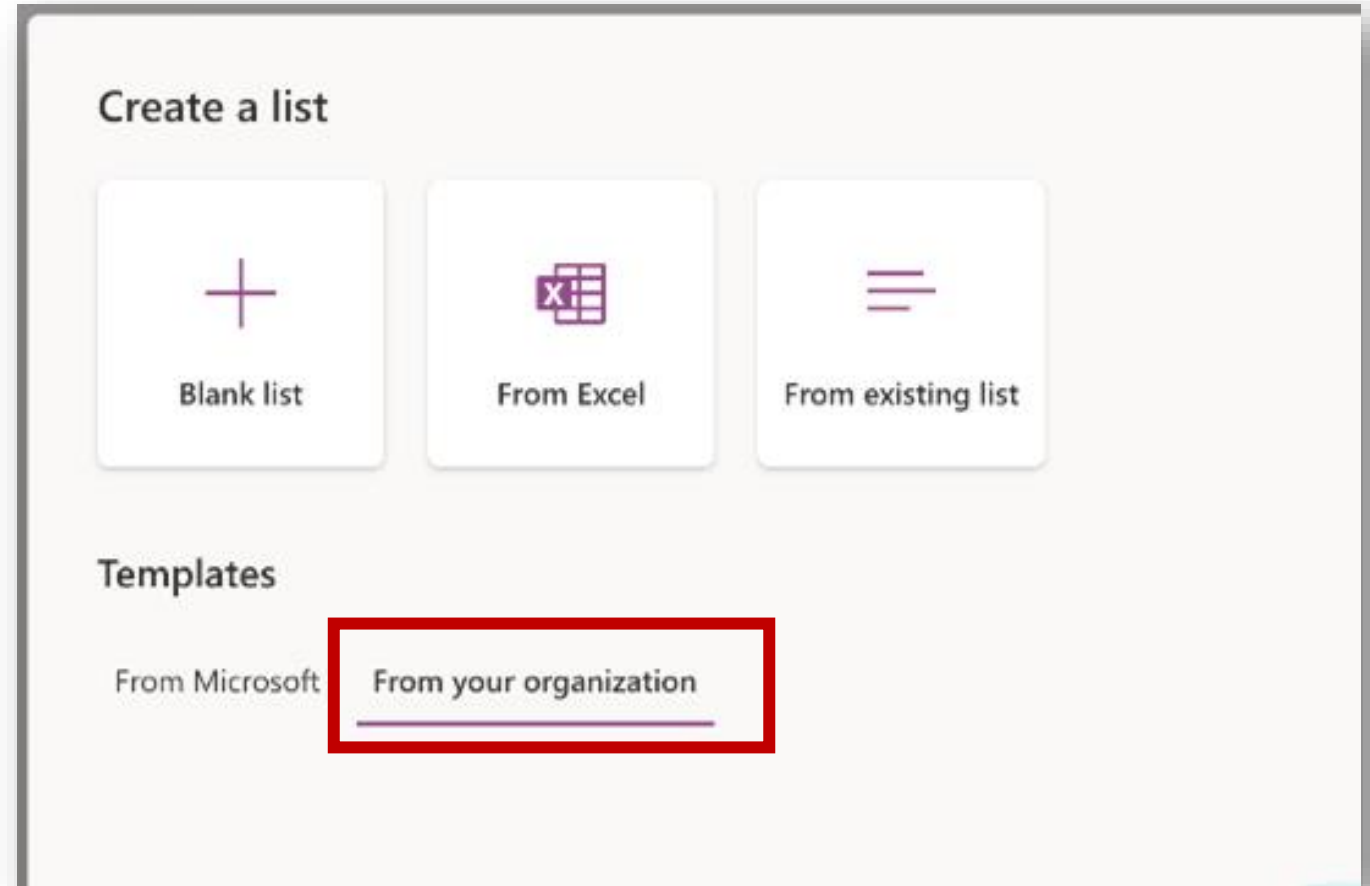 Create a list
Blank list
From Excel
From existing list
Templates
From Microsoft
From your organization